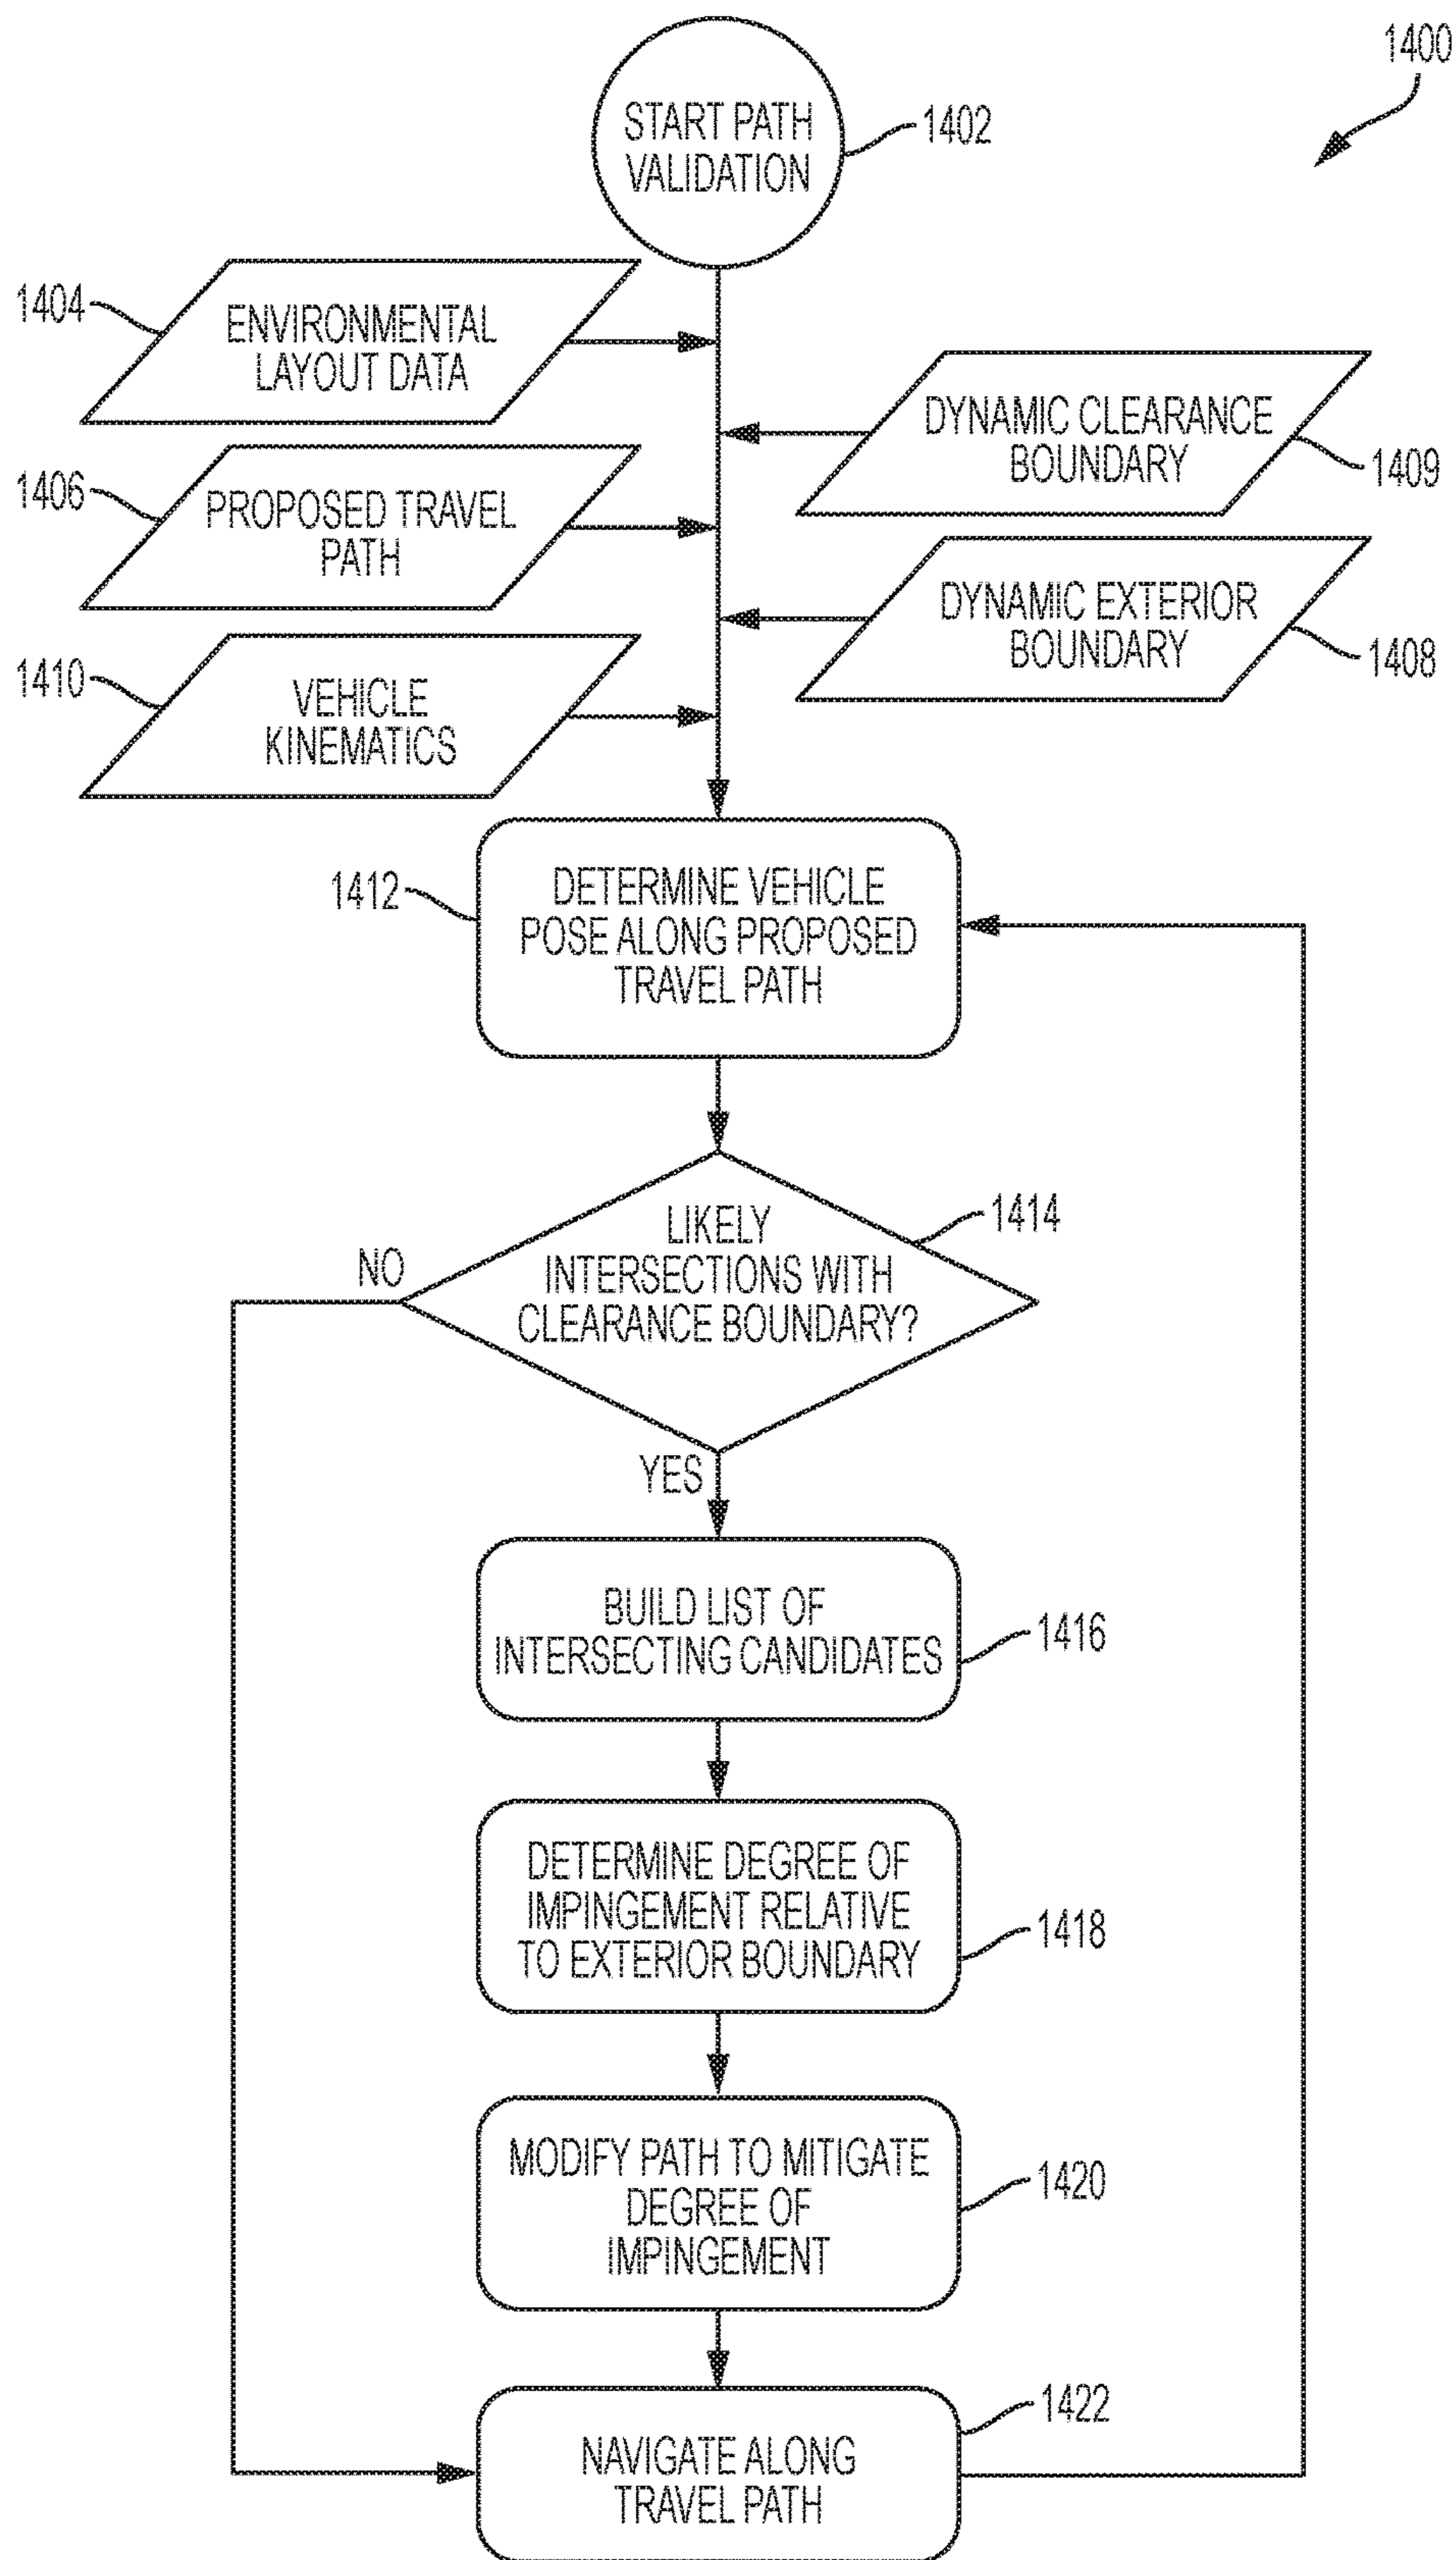 1400
START PATH
VALIDATION
1402
1404
ENVIRONMENTAL
LAYOUT DATA
DYNAMIC CLEARANCE
BOUNDARY
1409
1406
PROPOSED TRAVEL
PATH
DYNAMIC EXTERIOR
BOUNDARY
1408
1410
VEHICLE
KINEMATICS
1412
DETERMINE VEHICLE
POSE ALONG PROPOSED
TRAVEL PATH
1414
LIKELY
INTERSECTIONS WITH
CLEARANCE BOUNDARY?
NO
YES
BUILD LIST OF
INTERSECTING CANDIDATES
1416
DETERMINE DEGREE OF
IMPINGEMENT RELATIVE
TO EXTERIOR BOUNDARY
1418
MODIFY PATH TO MITIGATE
DEGREE OF
IMPINGEMENT
1420
1422
NAVIGATE ALONG
TRAVEL PATH